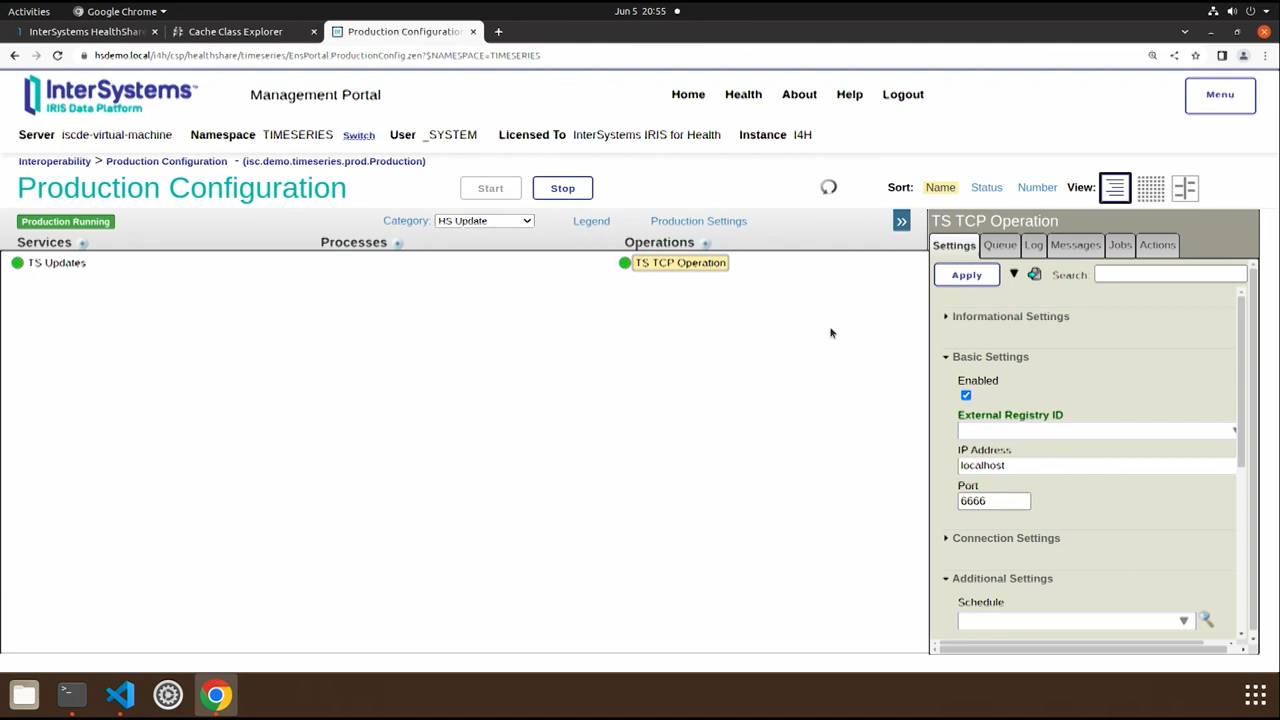 Activities
Google Chrome
Jun 5 20:55
InterSystems HealthShar
Cache Class Explorer
Production Configuratio
hsdemo.local/i4h/csp/healthshare/timeseries/EnsPortal.ProductionConfig.zen?$NAMESPACE=TIMESERIES
InterSystems
IRIS Data Platform
Management Portal
Home Health About Help Logout
Menu
Server iscde-virtual-machine Namespace TIMESERIES Switch User _SYSTEM Licensed To InterSystems IRIS for Health Instance I4H
Interoperability > Production Configuration - (isc.demo.timeseries.prod.Production)
Production Configuration
Start
Stop
Sort: Name Status Number View:
Production Running
Category: HS Update
Legend
Production Settings
»
Services
Processes
Operations
TS Updates
TS TCP Operation
TS TCP Operation
Settings Queue Log Messages Jobs Actions
Apply
Search:
Informational Settings
Basic Settings
Enabled
External Registry ID
IP Address
localhost
Port
6666
Connection Settings
Additional Settings
Schedule